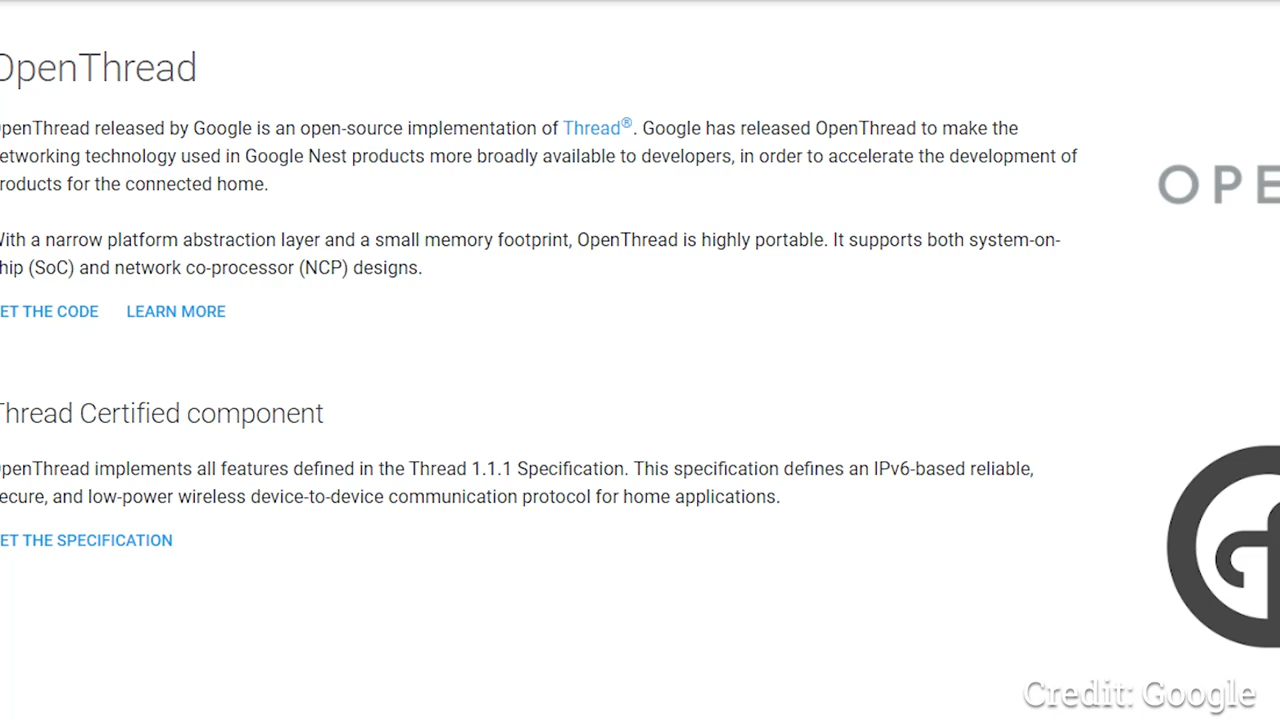 OpenThread
penThread released by Google is an open-source implementation of Thread®. Google has released OpenThread to make the
etworking technology used in Google Nest products more broadly available to developers, in order to accelerate the development of
roducts for the connected home.
With a narrow platform abstraction layer and a small memory footprint, OpenThread is highly portable. It supports both system-on-
hip (SoC) and network co-processor (NCP) designs.
ET THE CODE LEARN MORE
OPE
Thread Certified component
penThread implements all features defined in the Thread 1.1.1 Specification. This specification defines an IPv6-based reliable,
ecure, and low-power wireless device-to-device communication protocol for home applications.
ET THE SPECIFICATION
Credit: Google